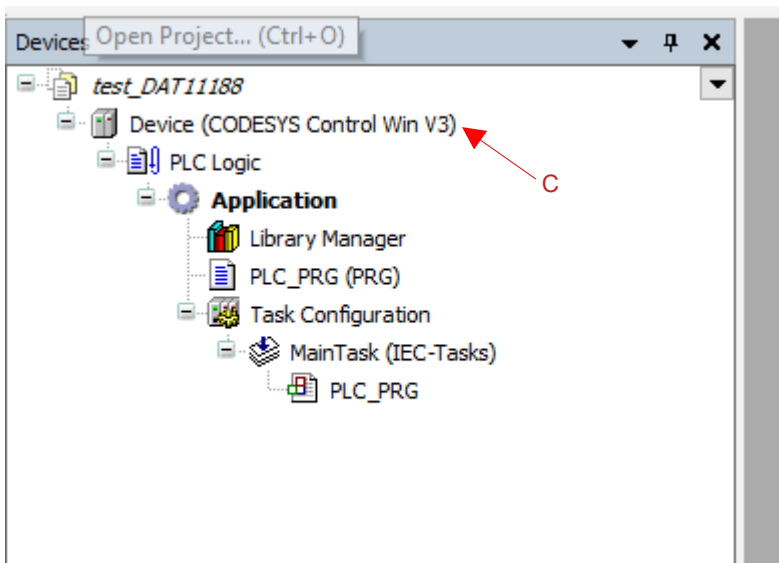 Devices
Open Project... (Ctrl+O)
test_DAT11188
Device (CODESYS Control Win V3)
C
PLC Logic
Application
Library Manager
PLC_PRG (PRG)
Task Configuration
MainTask (IEC-Tasks)
PLC_PRG